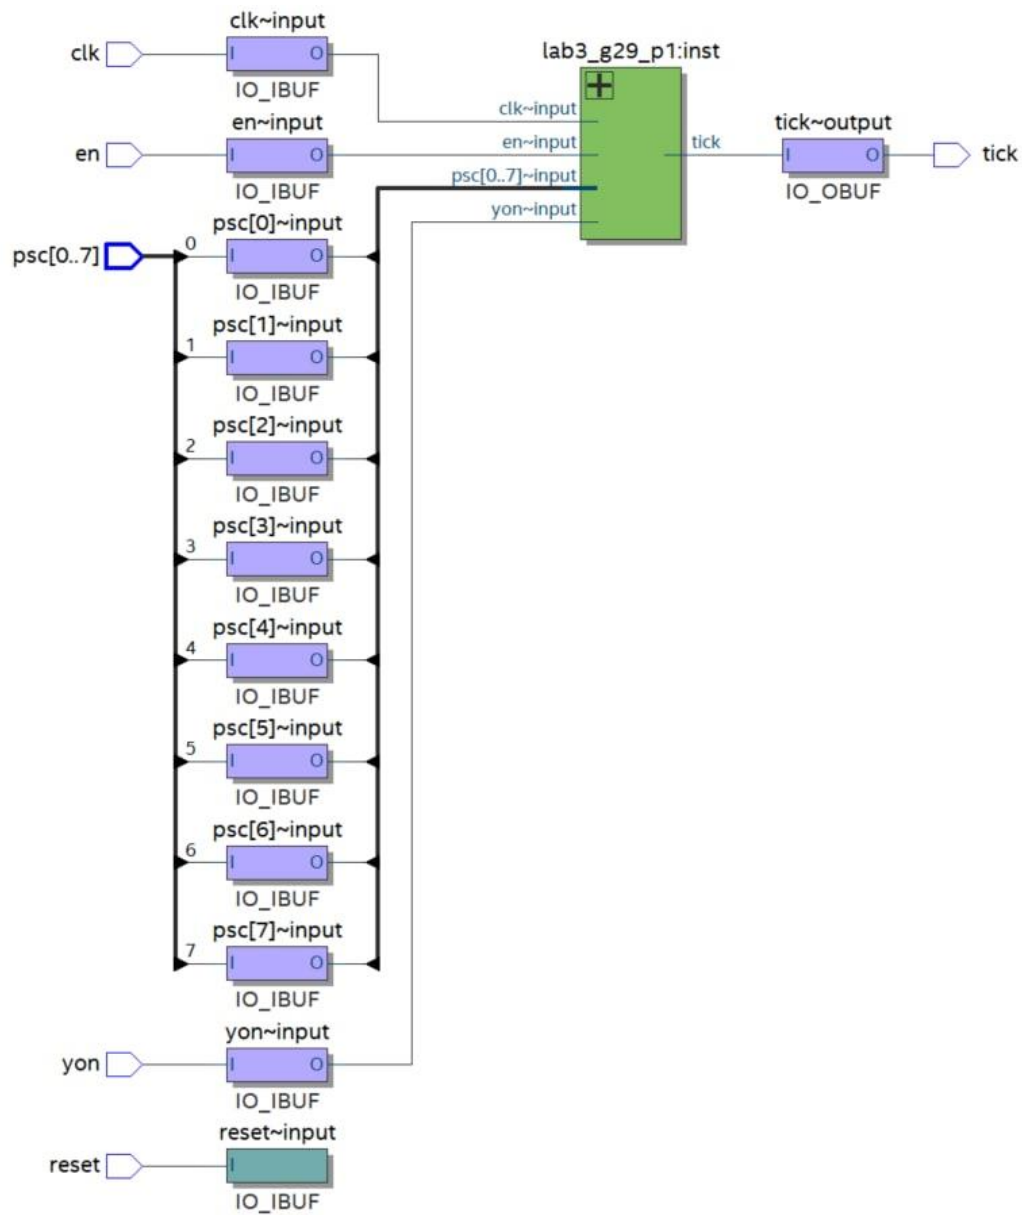 clk~input
clk
I
O
IO_IBUF
lab3_g29_p1:inst
clk~input
en~input
psc[0..7]~input
yon~input
tick
en~input
en
I
O
IO_IBUF
tick~output
I
O
IO_OBUF
tick
psc[0..7]
psc[0]~input
0
I
O
IO_IBUF
psc[1]~input
1
I
O
IO_IBUF
psc[2]~input
2
I
O
IO_IBUF
psc[3]~input
3
I
O
IO_IBUF
psc[4]~input
4
I
O
IO_IBUF
psc[5]~input
5
I
O
IO_IBUF
psc[6]~input
6
I
O
IO_IBUF
psc[7]~input
7
I
O
IO_IBUF
yon~input
yon
I
O
IO_IBUF
reset~input
reset
I
IO_IBUF